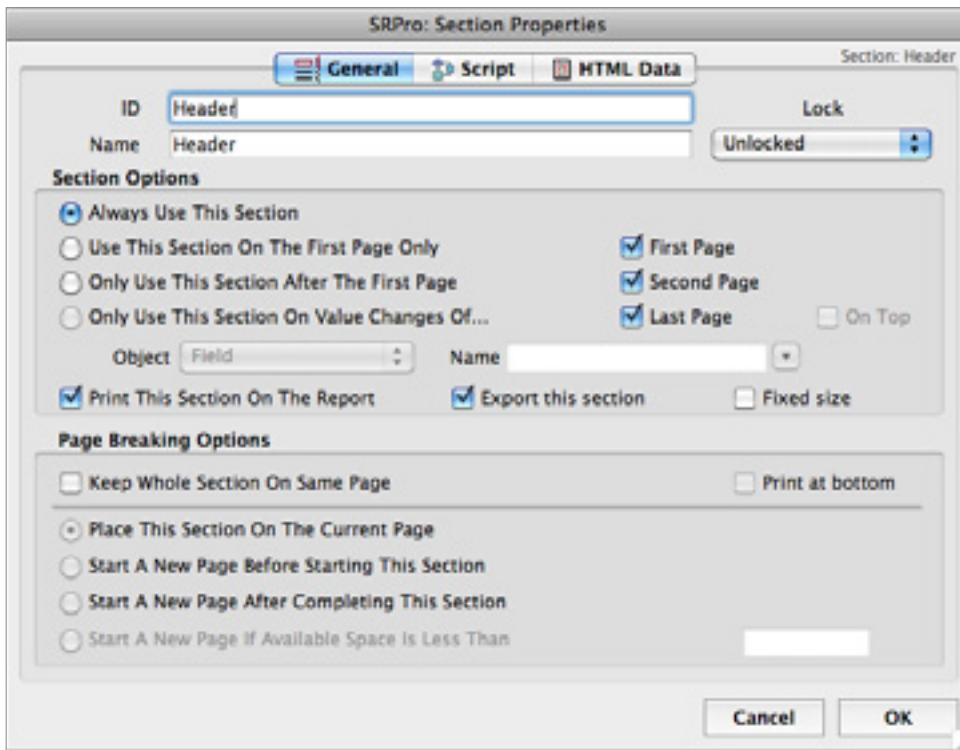 SRPro: Section Properties
Section: Header
General Script HTML Data
ID Header Lock
Name Header Unlocked
Section Options
Always Use This Section
Use This Section On The First Page Only First Page
Only Use This Section After The First Page Second Page
Only Use This Section On Value Changes Of... Last Page On Top
Object Field Name
Print This Section On The Report Export this section Fixed size
Page Breaking Options
Keep Whole Section On Same Page Print at bottom
Place This Section On The Current Page
Start A New Page Before Starting This Section
Start A New Page After Completing This Section
Start A New Page If Available Space Is Less Than
Cancel OK